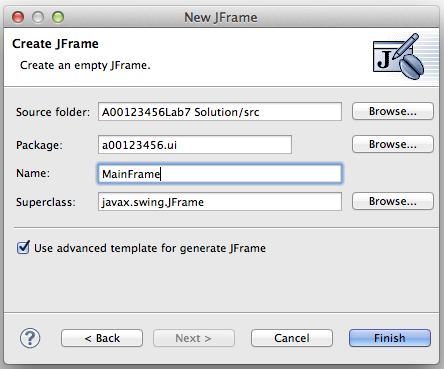 New JFrame
Create JFrame
Create an empty JFrame.
J
Source folder: A00123456Lab7 Solution/src Browse...
Package: a00123456.ui Browse...
Name: MainFrame
Superclass: javax.swing.JFrame Browse...
Use advanced template for generate JFrame
? < Back Next > Cancel Finish